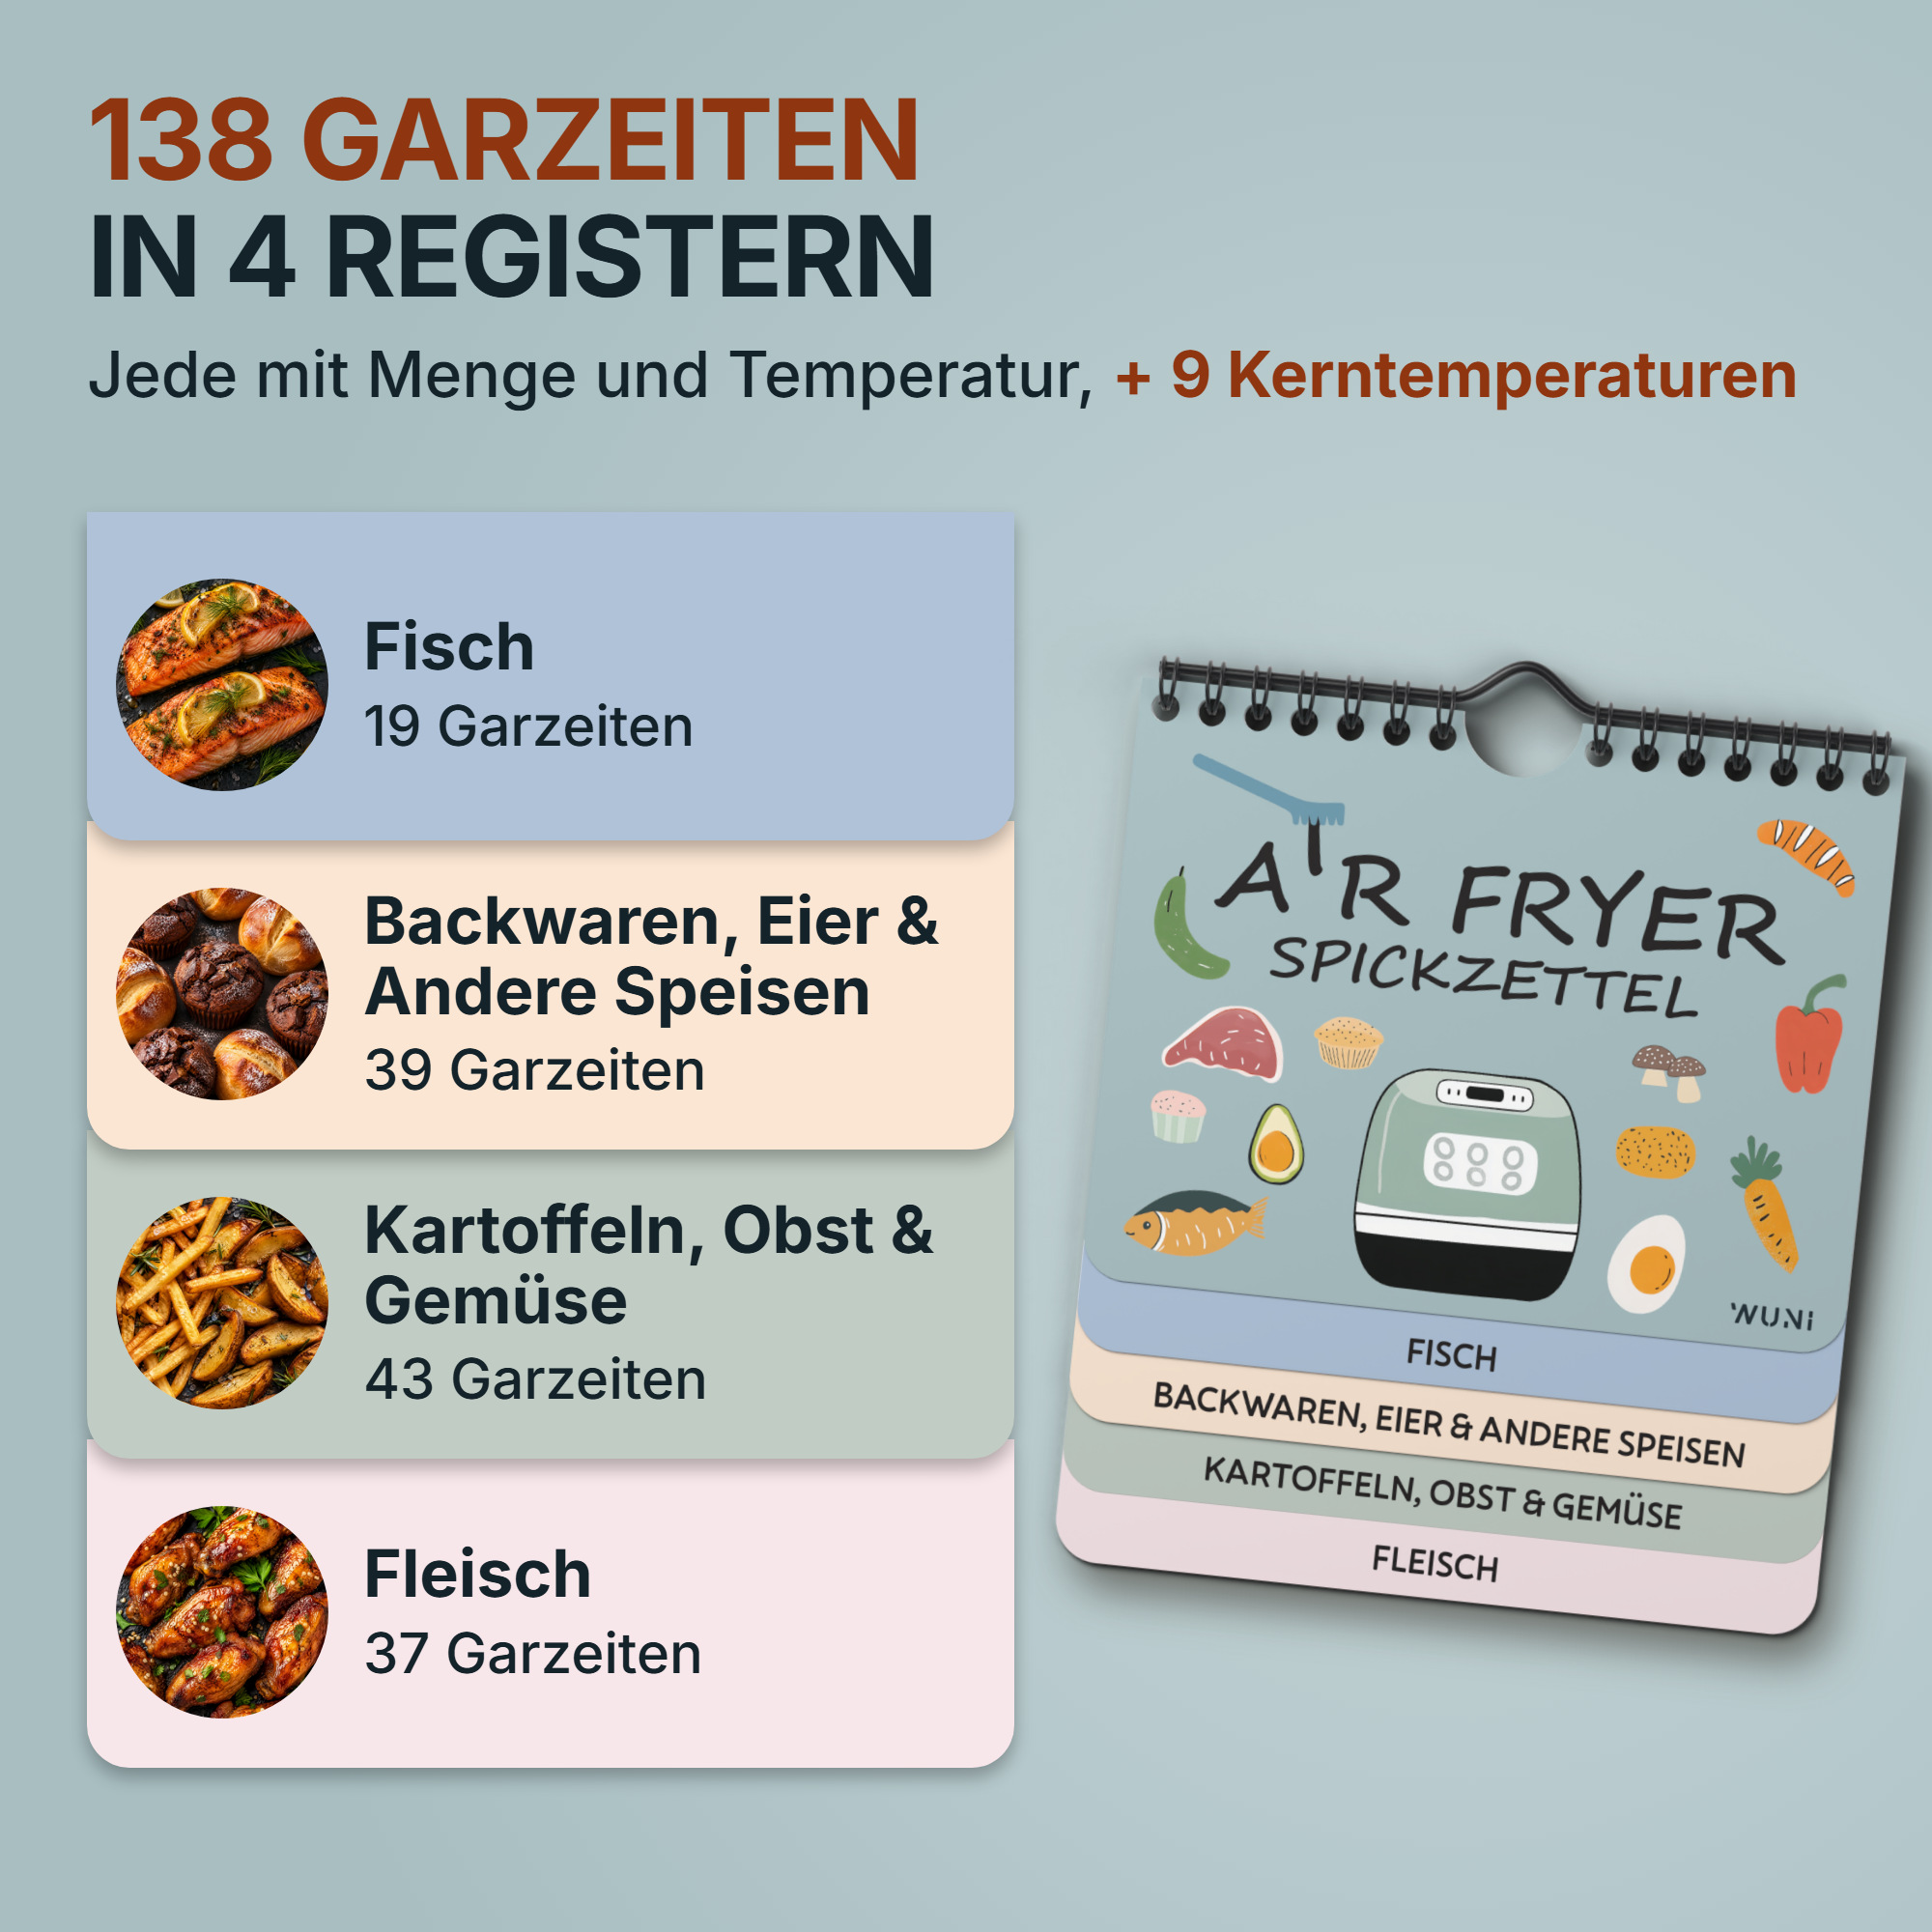 138 GARZEITEN
IN 4 REGISTERN
Jede mit Menge und Temperatur, + 9 Kerntemperaturen
Fisch
19 Garzeiten
Backwaren, Eier &
Andere Speisen
39 Garzeiten
Kartoffeln, Obst &
Gemüse
43 Garzeiten
Fleisch
37 Garzeiten
AIR FRYER
SPICKZETTEL
WUNI
FISCH
BACKWAREN, EIER & ANDERE SPEISEN
KARTOFFELN, OBST & GEMÜSE
FLEISCH